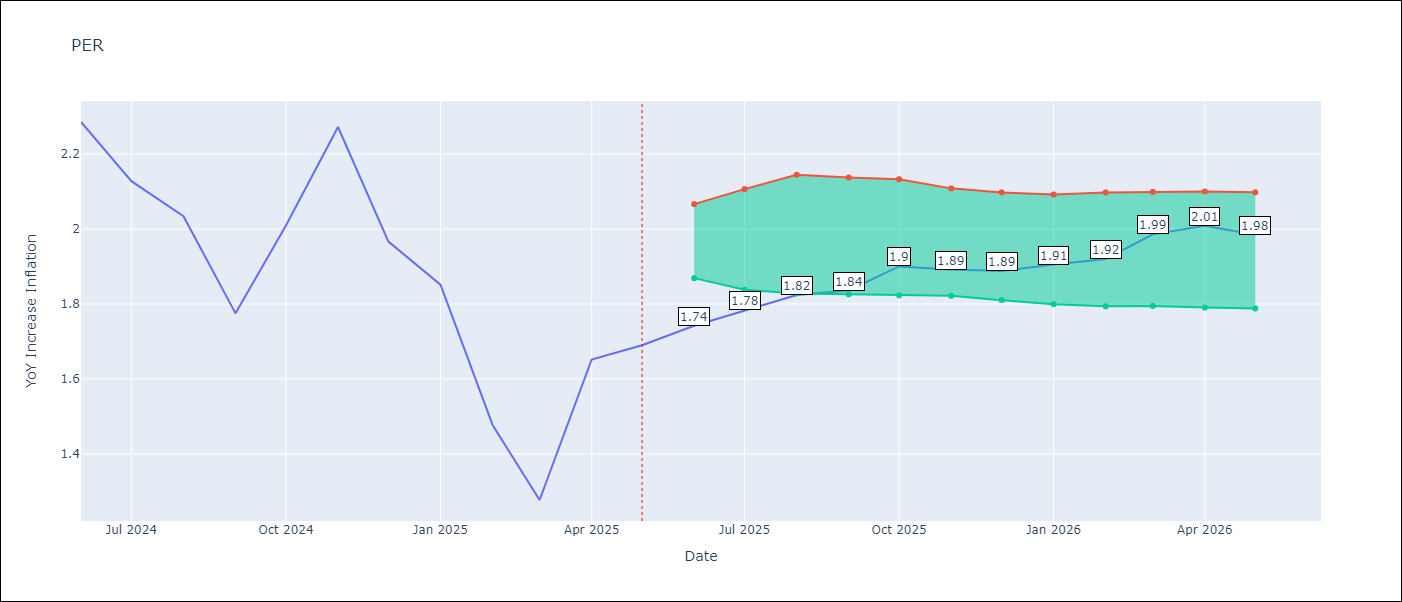 PER
YoY Increase Inflation
2.2
2
1.8
1.6
1.4
1.74
1.78
1.82
1.84
1.9
1.89
1.89
1.91
1.92
1.99
2.01
1.98
Jul 2024
Oct 2024
Jan 2025
Apr 2025
Jul 2025
Oct 2025
Jan 2026
Apr 2026
Date